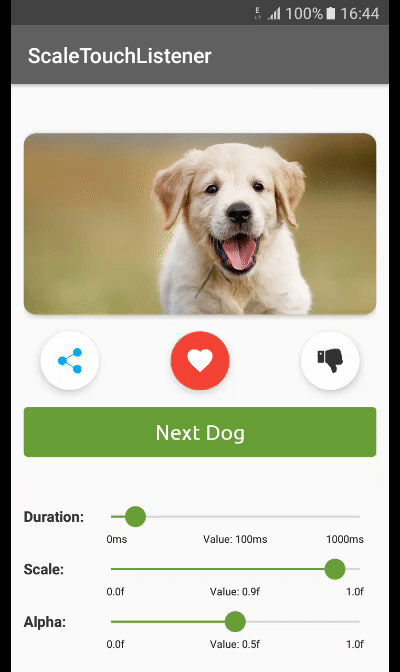 100% 16:44
ScaleTouchListener
Next Dog
Duration:
0ms Value: 100ms 1000ms
Scale:
0.0f Value: 0.9f 1.0f
Alpha:
0.0f Value: 0.5f 1.0f